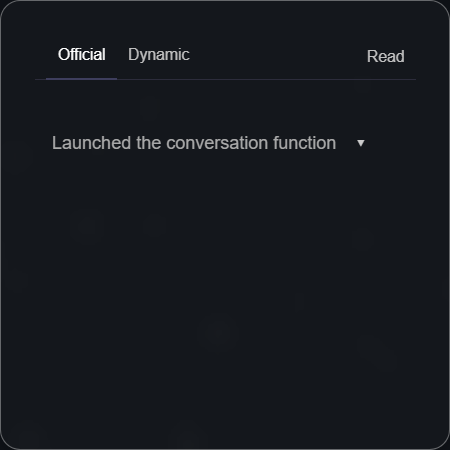 Official Dynamic Read
Launched the conversation function ▼